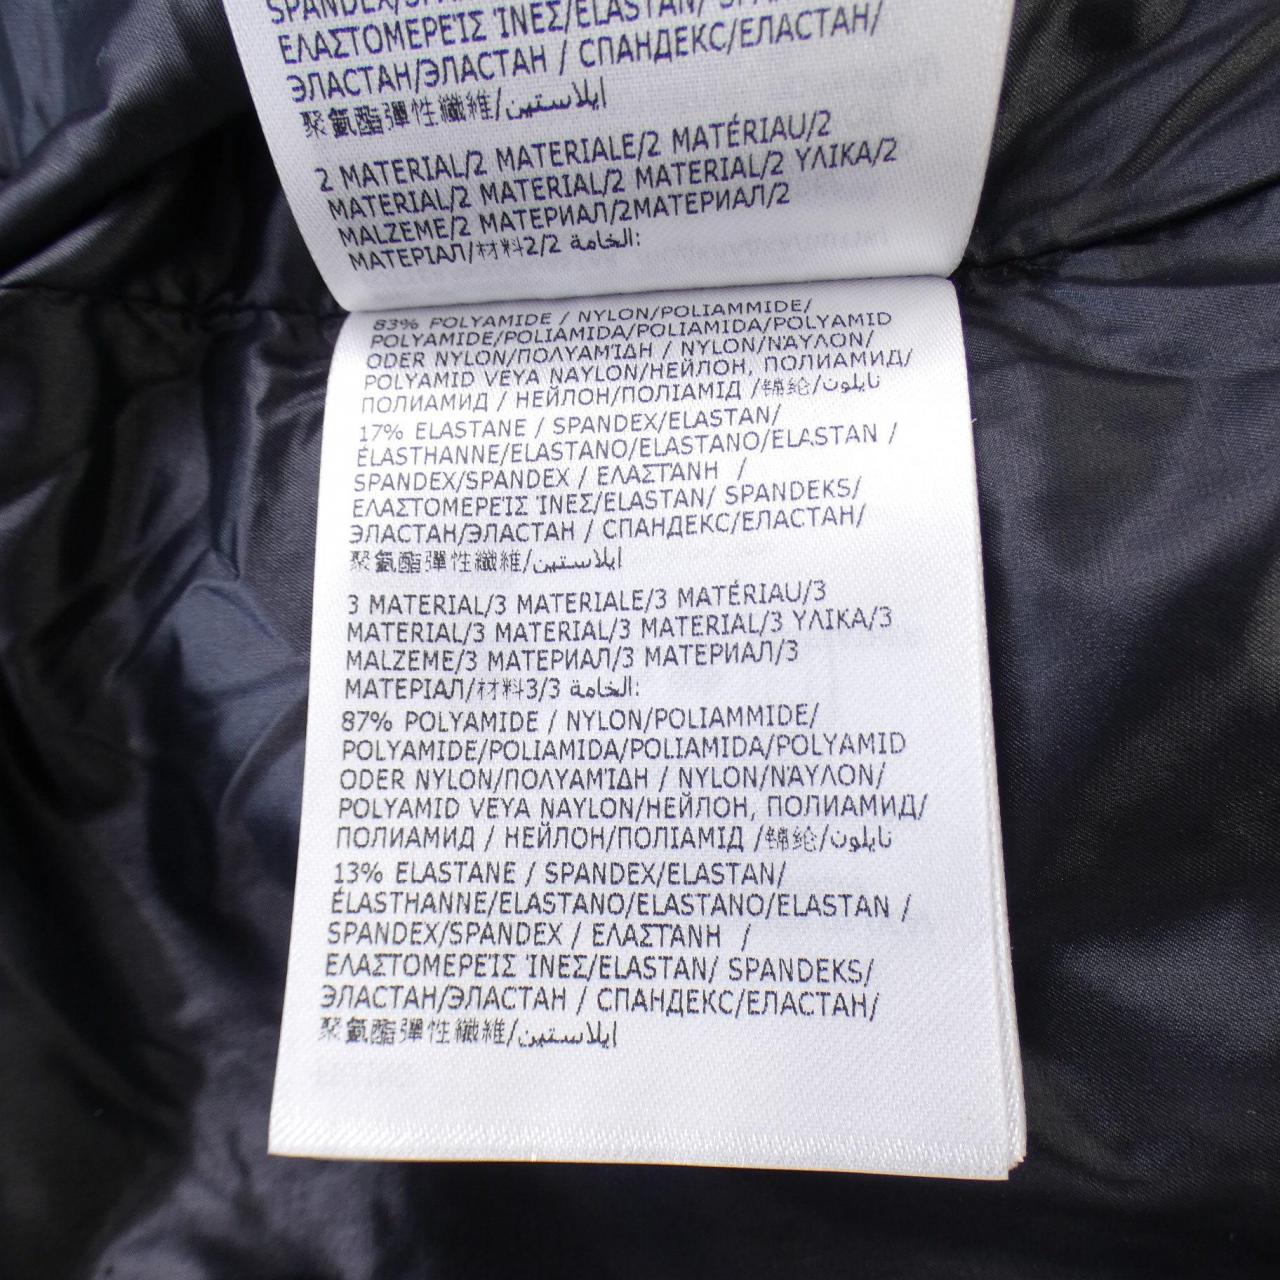 SPANDEX/
ΕΛΑΣΤΟΜΕΡΕΊΣ ΊΝΕΣ/ELASTAN/
ЭЛАСТАН/ЭЛАСТАН / СПАНДЕКС/ЕЛАСТАН/
聚氨酯彈性纖維/ايلاستين
2 MATERIAL/2 MATERIALE/2 MATÉRIAU/2
MATERIAL/2 MATERIAL/2 MATERIAL/2 ΥΛΙΚΑ/2
MALZEME/2 МАТЕРИАЛ/2МАТЕРИАЛ/2
МАТЕРІАЛ/材料2/2 الخامة:
83% POLYAMIDE / NYLON/POLIAMMIDE/
POLYAMIDE/POLIAMIDA/POLIAMIDA/POLYAMID
ODER NYLON/ΠΟΛΥΑΜΊΔΗ / NYLON/ΝΑΎΛΟΝ/
POLYAMID VEYA NAYLON/НЕЙЛОН, ПОЛИАМИД/
ПОЛИАМИД / НЕЙЛОН/ПОЛІАМІД /锦纶/نايلون
17% ELASTANE / SPANDEX/ELASTAN/
ÉLASTHANNE/ELASTANO/ELASTANO/ELASTAN /
SPANDEX/SPANDEX / ΕΛΑΣΤΆΝΗ /
ΕΛΑΣΤΟΜΕΡΕΊΣ ΊΝΕΣ/ELASTAN/ SPANDEKS/
ЭЛАСТАН/ЭЛАСТАН / СПАНДЕКС/ЕЛАСТАН/
聚氨酯彈性纖維/ايلاستين
3 MATERIAL/3 MATERIALE/3 MATÉRIAU/3
MATERIAL/3 MATERIAL/3 MATERIAL/3 ΥΛΙΚΑ/3
MALZEME/3 МАТЕРИАЛ/3 МАТЕРИАЛ/3
МАТЕРІАЛ/材料3/3 الخامة:
87% POLYAMIDE / NYLON/POLIAMMIDE/
POLYAMIDE/POLIAMIDA/POLIAMIDA/POLYAMID
ODER NYLON/ΠΟΛΥΑΜΊΔΗ / NYLON/ΝΑΎΛΟΝ/
POLYAMID VEYA NAYLON/НЕЙЛОН, ПОЛИАМИД/
ПОЛИАМИД / НЕЙЛОН/ПОЛІАМІД /锦纶/نايلون
13% ELASTANE / SPANDEX/ELASTAN/
ÉLASTHANNE/ELASTANO/ELASTANO/ELASTAN /
SPANDEX/SPANDEX / ΕΛΑΣΤΆΝΗ /
ΕΛΑΣΤΟΜΕΡΕΊΣ ΊΝΕΣ/ELASTAN/ SPANDEKS/
ЭЛАСТАН/ЭЛАСТАН / СПАНДЕКС/ЕЛАСТАН/
聚氨酯彈性纖維/ايلاستين